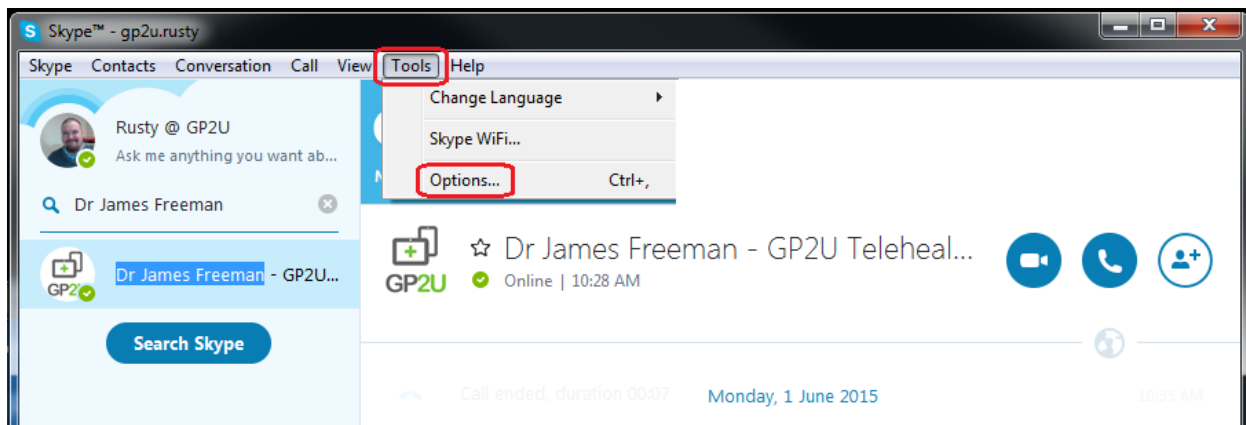 Skype™ - gp2u.rusty
Skype Contacts Conversation Call View Tools Help
Change Language
Skype WiFi...
Options... Ctrl+,
Rusty @ GP2U
Ask me anything you want ab...
Dr James Freeman
Dr James Freeman - GP2U...
Search Skype
GP2U
Dr James Freeman - GP2U Teleheal...
Online | 10:28 AM
Call ended, duration 00:07
Monday, 1 June 2015
10:35 AM